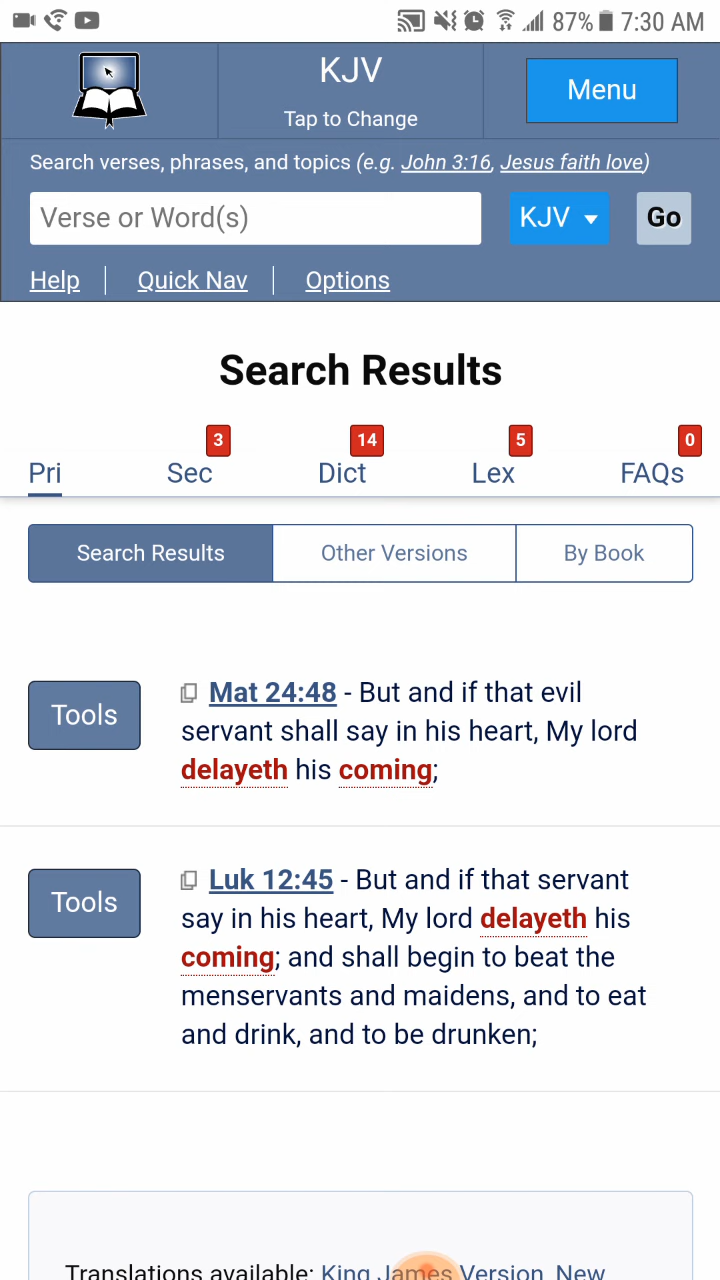 87% 7:30 AM
KJV
Tap to Change
Menu
Search verses, phrases, and topics (e.g. John 3:16, Jesus faith love)
Verse or Word(s) KJV Go
Help Quick Nav Options
Search Results
3 14 5 0
Pri Sec Dict Lex FAQs
Search Results Other Versions By Book
Tools
Mat 24:48 - But and if that evil
servant shall say in his heart, My lord
delayeth his coming;
Tools
Luk 12:45 - But and if that servant
say in his heart, My lord delayeth his
coming; and shall begin to beat the
menservants and maidens, and to eat
and drink, and to be drunken;
Translations available: King James Version, New